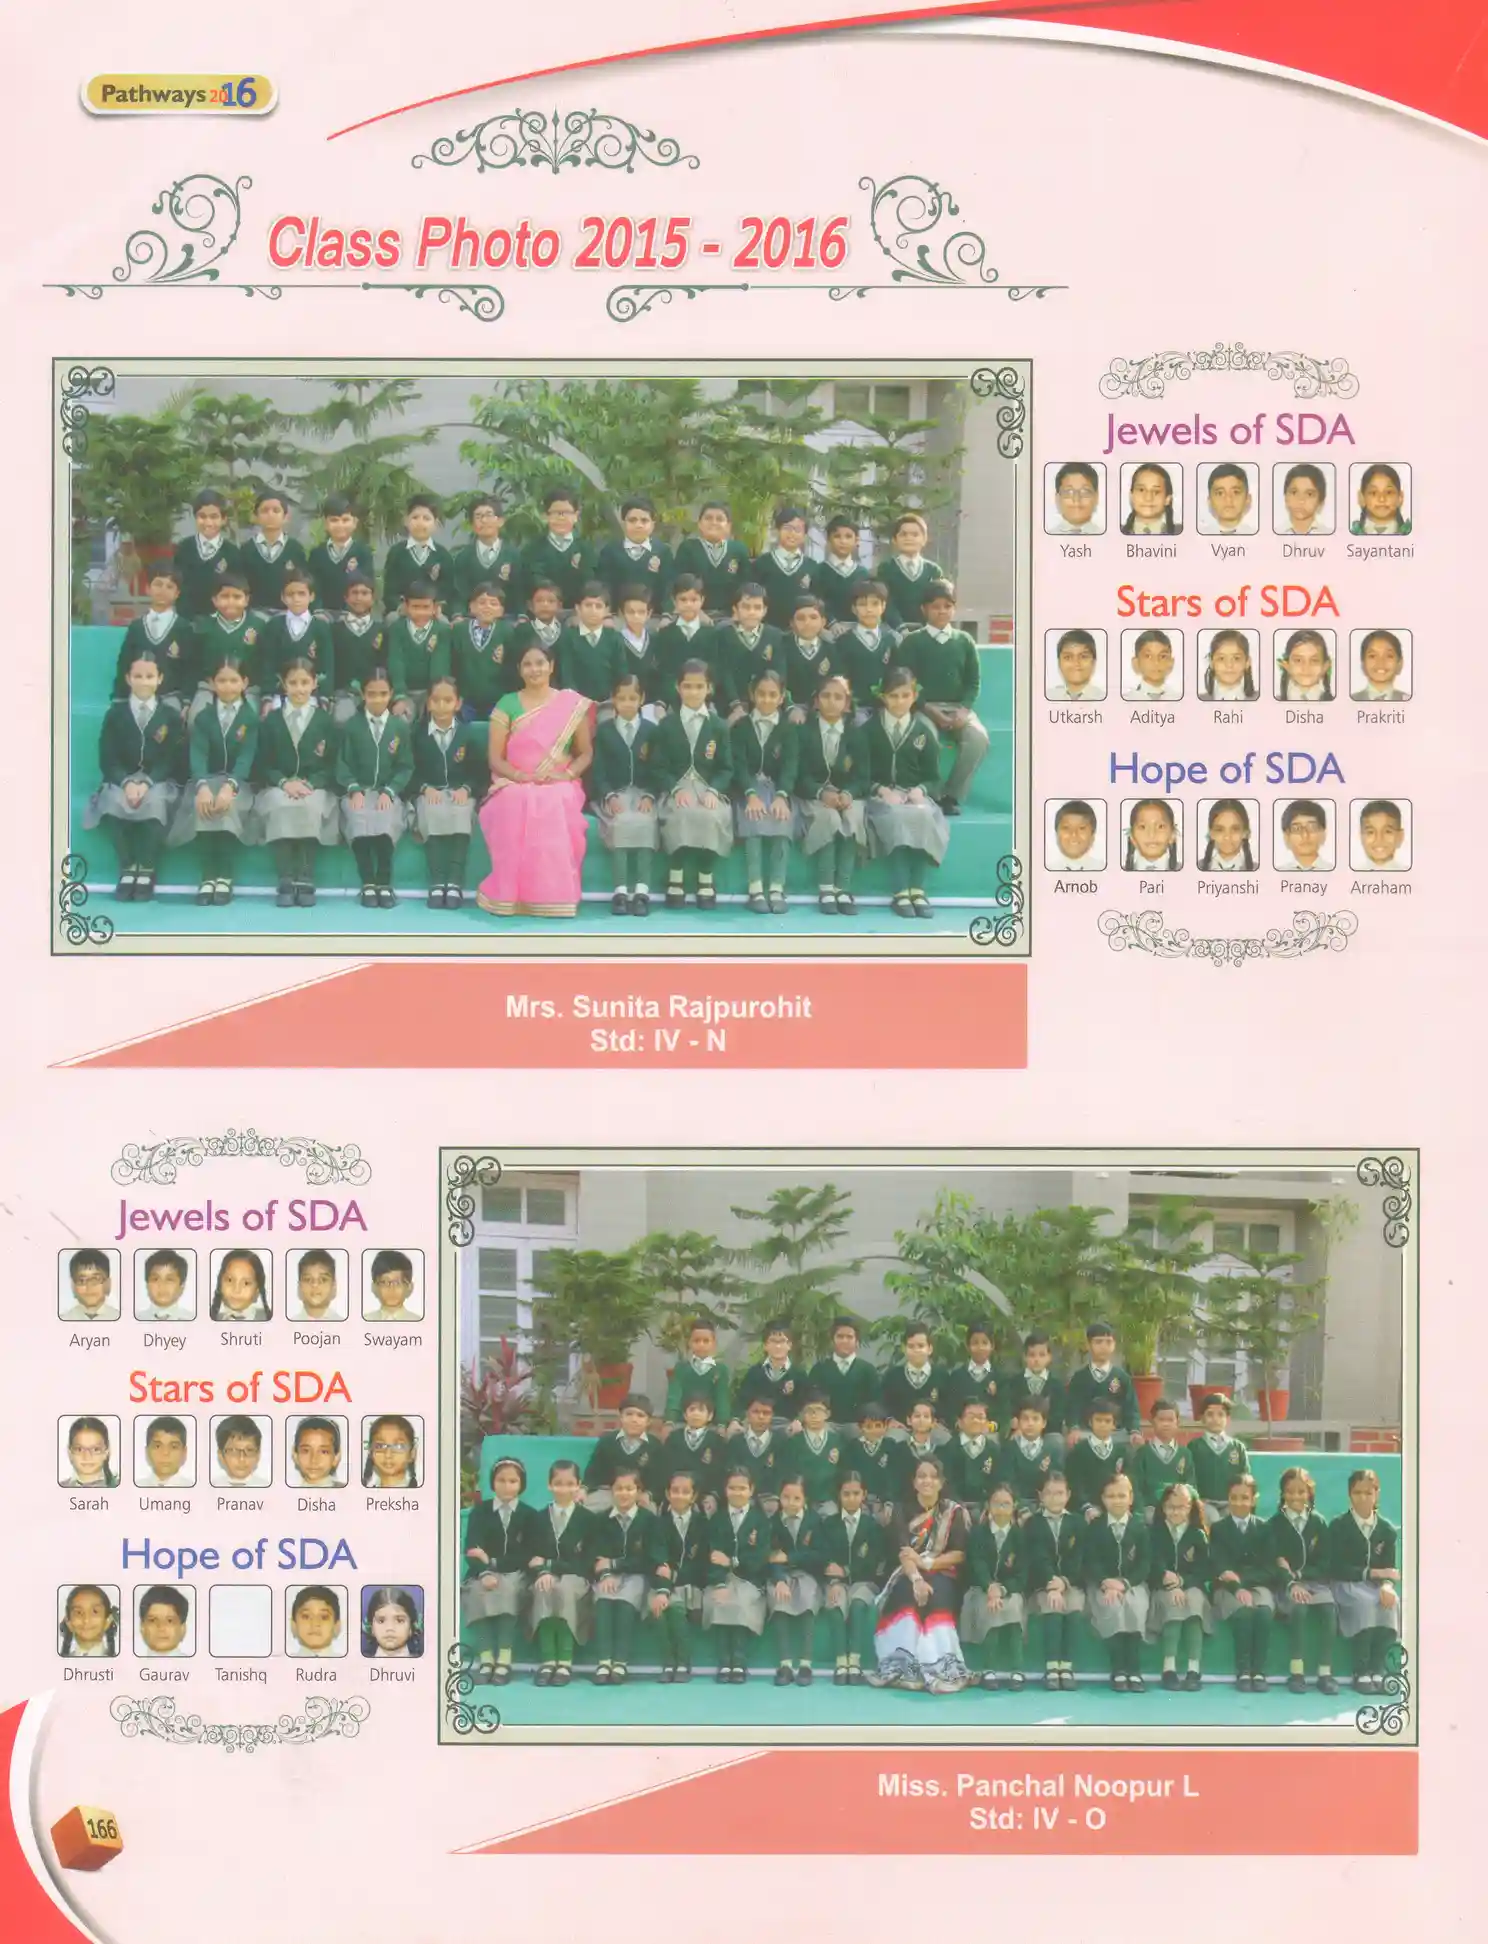 Pathways 2016
Class Photo 2015 - 2016
Jewels of SDA
Yash Bhavini Vyan Dhruv Sayantani
Stars of SDA
Utkarsh Aditya Rahi Disha Prakriti
Hope of SDA
Arnob Pari Priyanshi Pranay Arraham
Mrs. Sunita Rajpurohit
Std: IV - N
Jewels of SDA
Aryan Dhyey Shruti Poojan Swayam
Stars of SDA
Sarah Umang Pranav Disha Preksha
Hope of SDA
Dhrusti Gaurav Tanishq Rudra Dhruvi
Miss. Panchal Noopur L
Std: IV - O
166